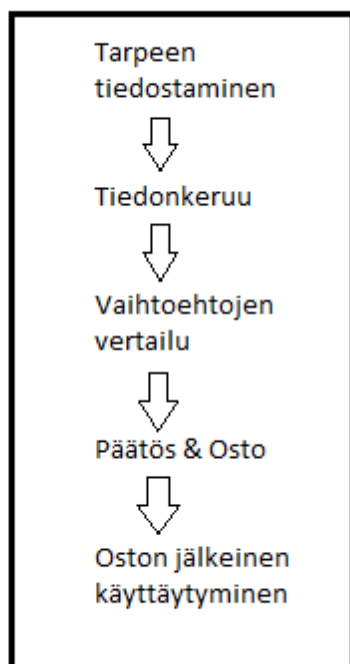 Tarpeen
tiedostaminen
Tiedonkeruu
Vaihtoehtojen
vertailu
Päätös & Osto
Oston jälkeinen
käyttäytyminen